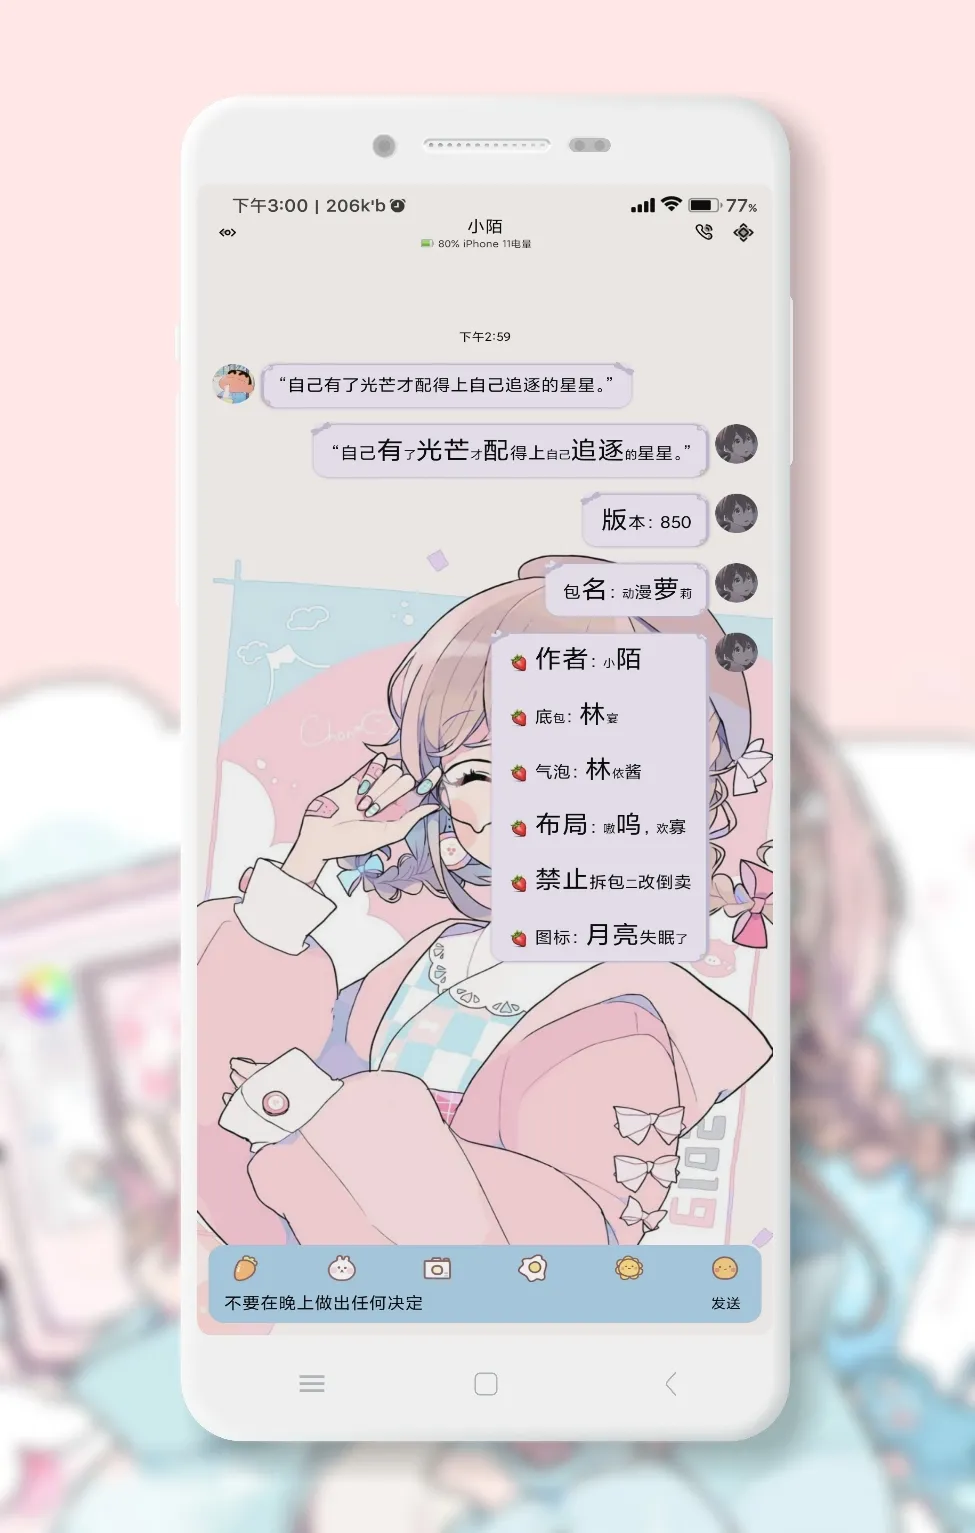 下午3:00 | 206k'b
77%
小陌
80% iPhone 11电量
下午2:59
“自己有了光芒才配得上自己追逐的星星。”
“自己有了光芒才配得上自己追逐的星星。”
版本：850
包名：动漫萝莉
作者：小陌
底包：林宴
气泡：林依酱
布局：嗷呜，欢寡
禁止拆包二改倒卖
图标：月亮失眠了
2019
不要在晚上做出任何决定
发送